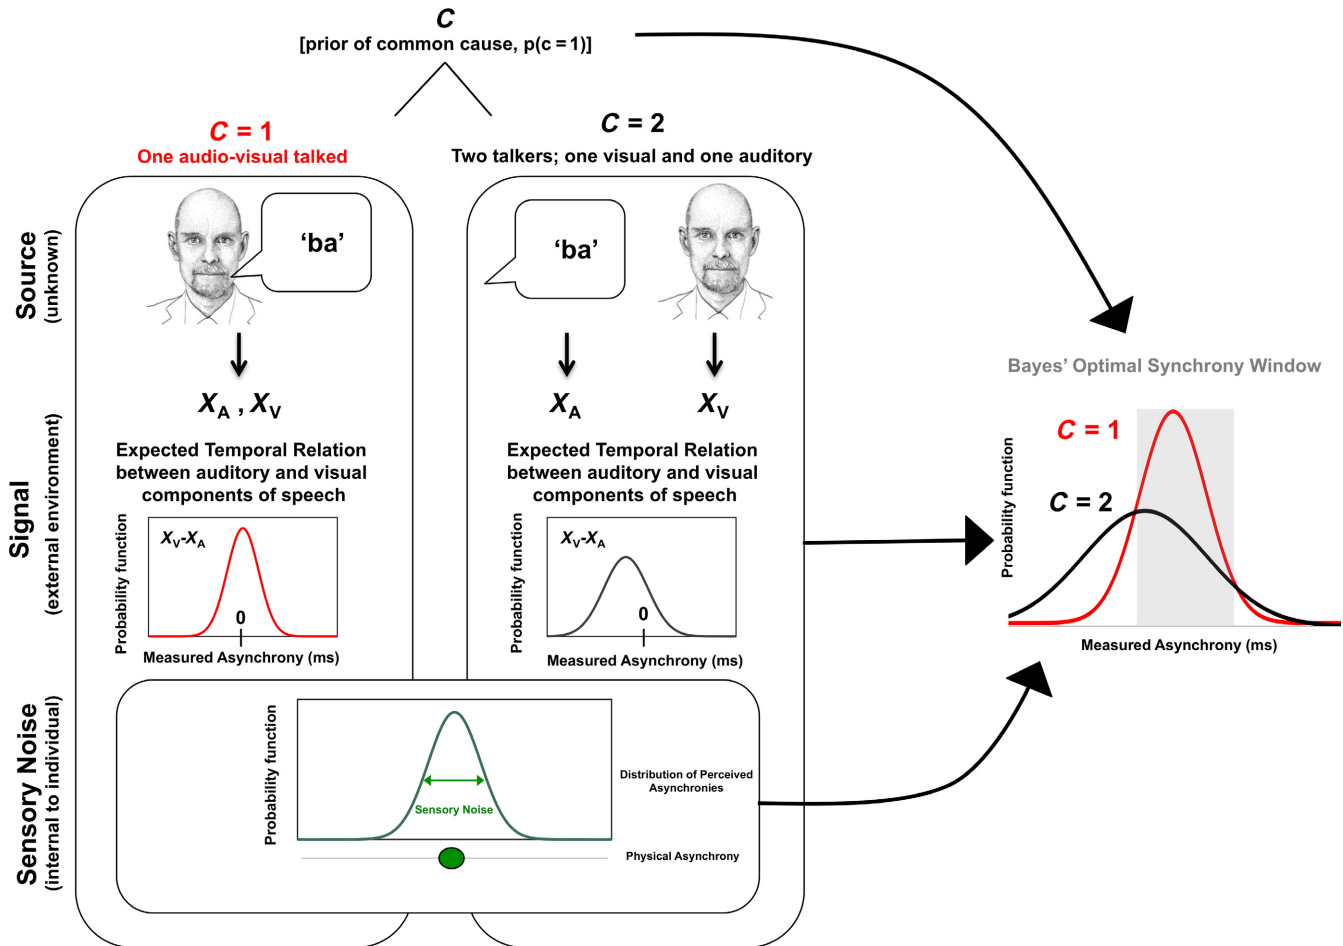 C
[prior of common cause, p(c = 1)]
C = 1
One audio-visual talked
C = 2
Two talkers; one visual and one auditory
Source
(unknown)
‘ba’
‘ba’
XA , XV
XA
XV
Signal
(external environment)
Expected Temporal Relation
between auditory and visual
components of speech
Probability function
XV-XA
0
Measured Asynchrony (ms)
Expected Temporal Relation
between auditory and visual
components of speech
Probability function
XV-XA
0
Measured Asynchrony (ms)
Sensory Noise
(internal to individual)
Probability function
Sensory Noise
Distribution of Perceived
Asynchronies
Physical Asynchrony
Bayes’ Optimal Synchrony Window
Probability function
C = 1
C = 2
Measured Asynchrony (ms)